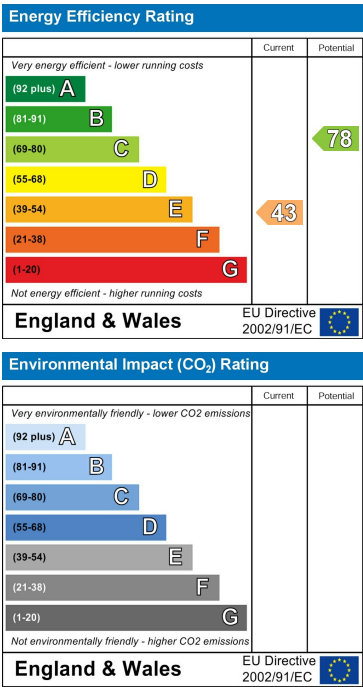 Energy Efficiency Rating
Current Potential
Very energy efficient - lower running costs
(92 plus) A
(81-91) B
(69-80) C
78
(55-68) D
(39-54) E
43
(21-38) F
(1-20) G
Not energy efficient - higher running costs
England & Wales
EU Directive
2002/91/EC
Environmental Impact (CO₂) Rating
Current Potential
Very environmentally friendly - lower CO2 emissions
(92 plus) A
(81-91) B
(69-80) C
(55-68) D
(39-54) E
(21-38) F
(1-20) G
Not environmentally friendly - higher CO2 emissions
England & Wales
EU Directive
2002/91/EC